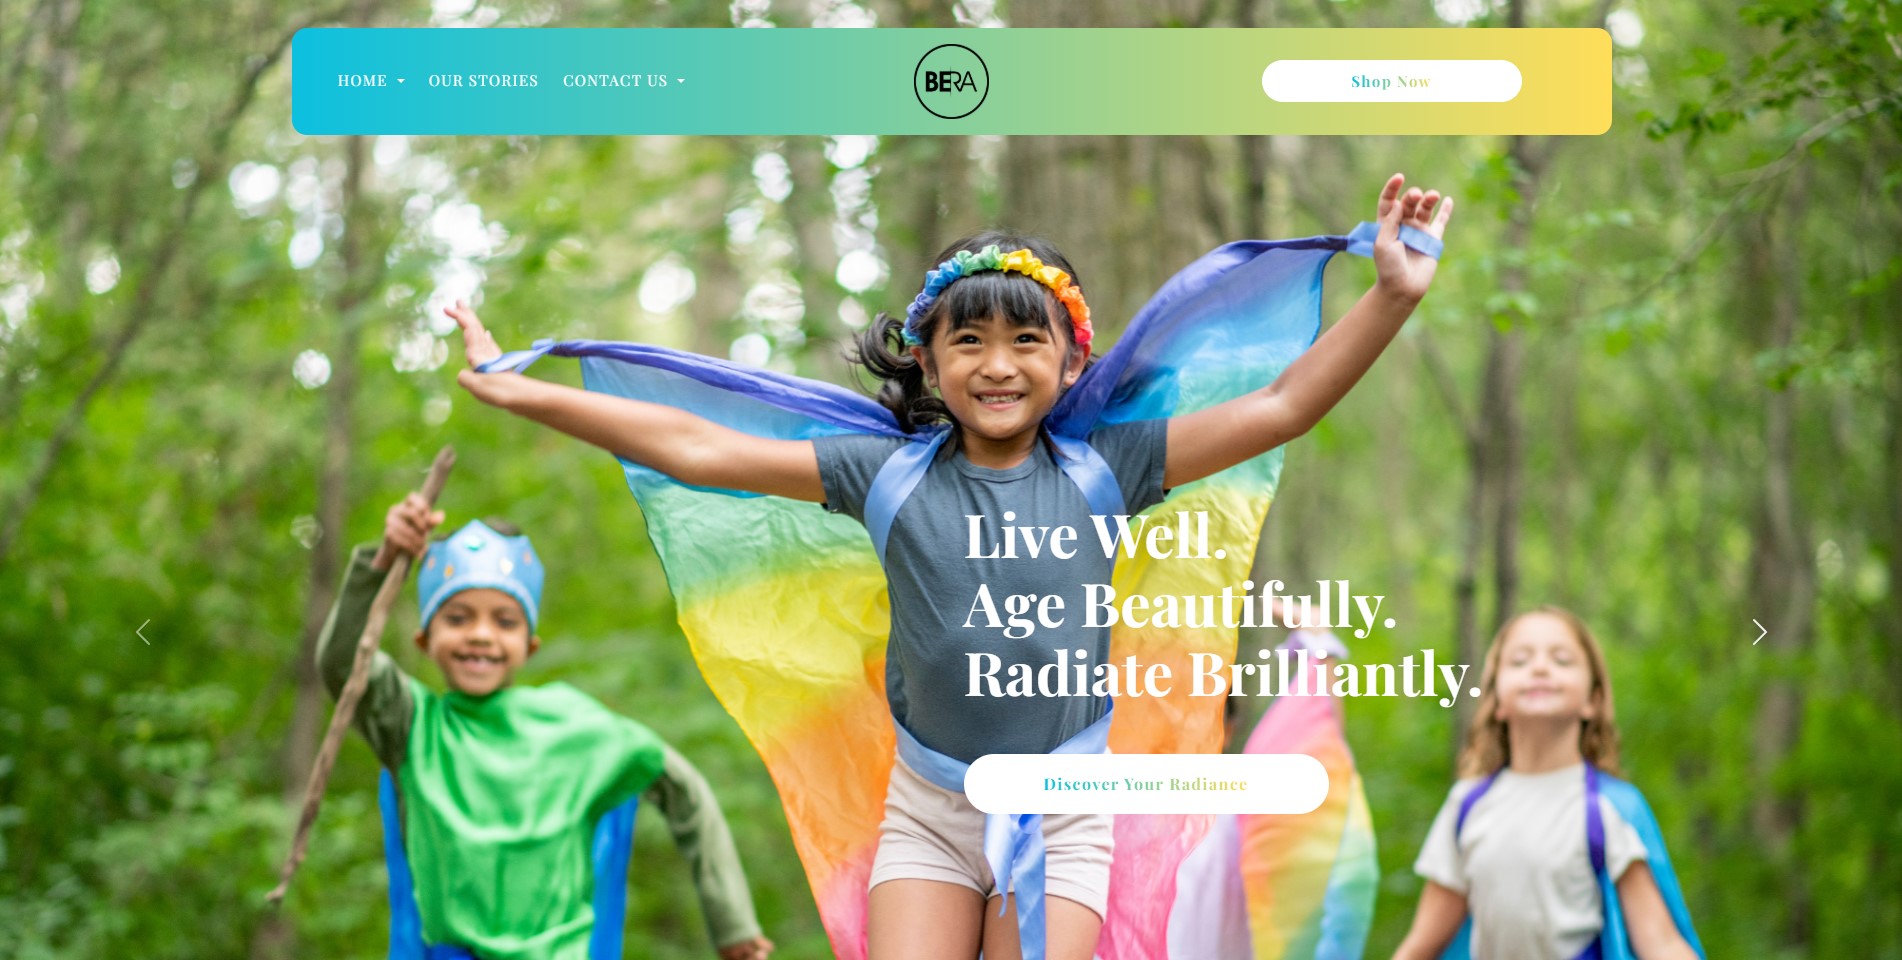 HOME
OUR STORIES
CONTACT US
BERA
Shop Now
Live Well.
Age Beautifully.
Radiate Brilliantly.
Discover Your Radiance